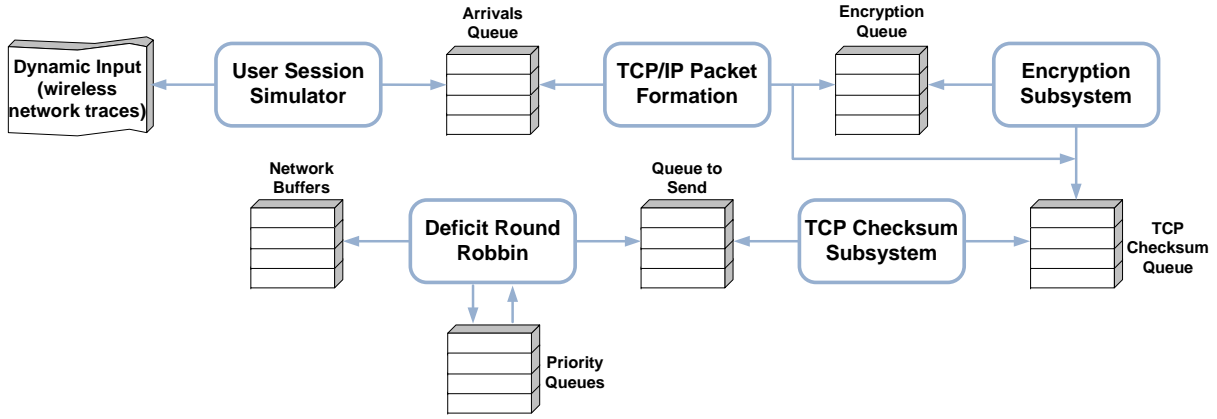 Arrivals
Queue
Encryption
Queue
Dynamic Input
(wireless
network traces)
User Session
Simulator
TCP/IP Packet
Formation
Encryption
Subsystem
Network
Buffers
Queue to
Send
Deficit Round
Robbin
TCP Checksum
Subsystem
TCP
Checksum
Queue
Priority
Queues